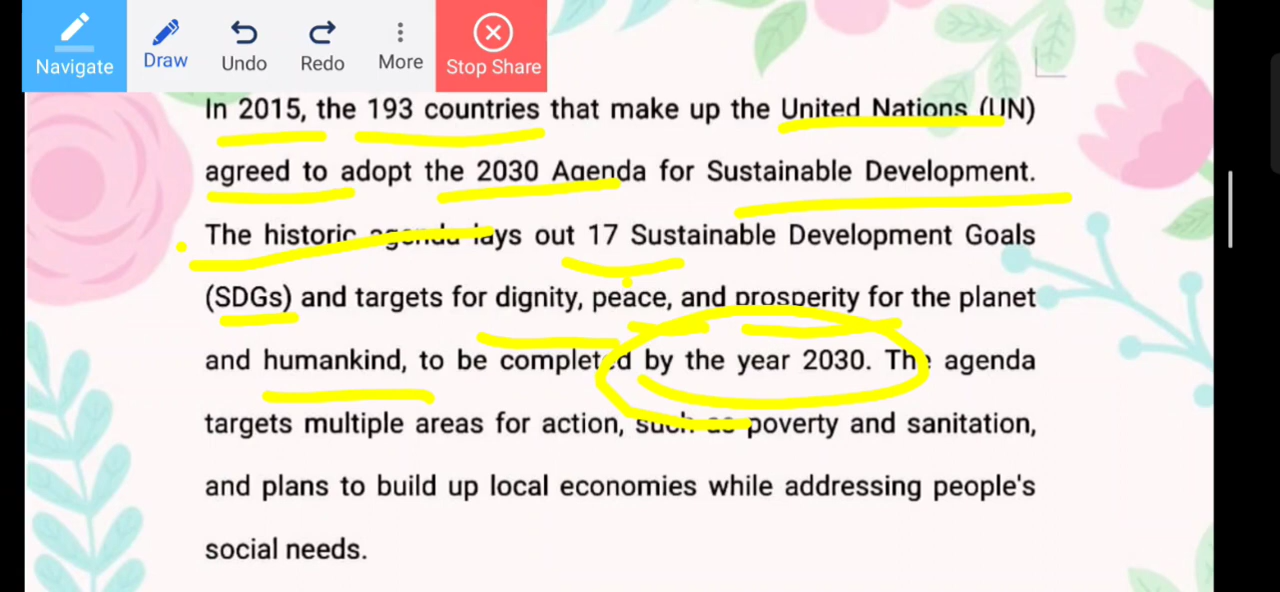 Navigate Draw Undo Redo More Stop Share
In 2015, the 193 countries that make up the United Nations (UN)
agreed to adopt the 2030 Agenda for Sustainable Development.
The historic agenda lays out 17 Sustainable Development Goals
(SDGs) and targets for dignity, peace, and prosperity for the planet
and humankind, to be completed by the year 2030. The agenda
targets multiple areas for action, such as poverty and sanitation,
and plans to build up local economies while addressing people's
social needs.